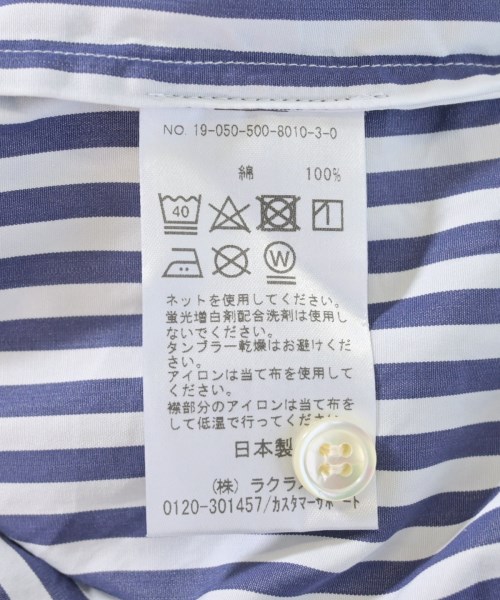 NO. 19-050-500-8010-3-0
綿 100%
40
W
ネットを使用してください。
蛍光増白剤配合洗剤は使用し
ないでください。
タンブラー乾燥はお避けくだ
さい。
アイロンは当て布を使用して
ください。
襟部分のアイロンは当て布を
して低温で行ってください。
日本製
(株) ラクラス
0120-301457/カスタマーサポート